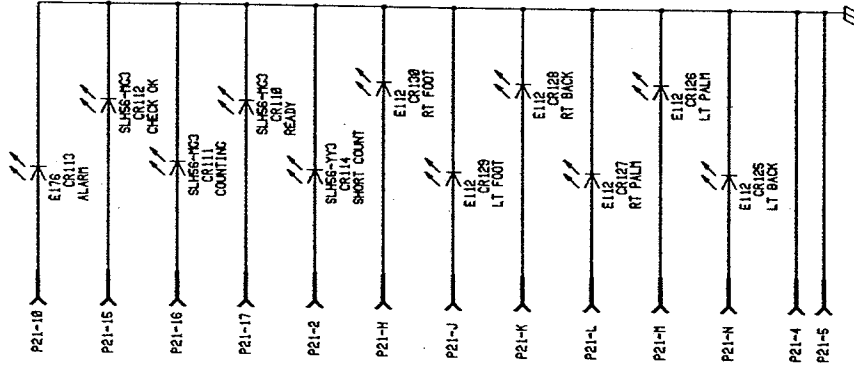 E176
CR113
ALARM
P21-10
SLH56-MG3
CR112
CHECK OK
P21-15
SLH56-MG3
CR111
COUNTING
P21-16
SLH56-MG3
CR110
READY
P21-17
SLH56-YY3
CR114
SHORT COUNT
P21-2
E112
CR130
RT FOOT
P21-H
E112
CR129
LT FOOT
P21-J
E112
CR128
RT BACK
P21-K
E112
CR127
RT PALM
P21-L
E112
CR126
LT PALM
P21-M
E112
CR125
LT BACK
P21-N
P21-4
P21-5